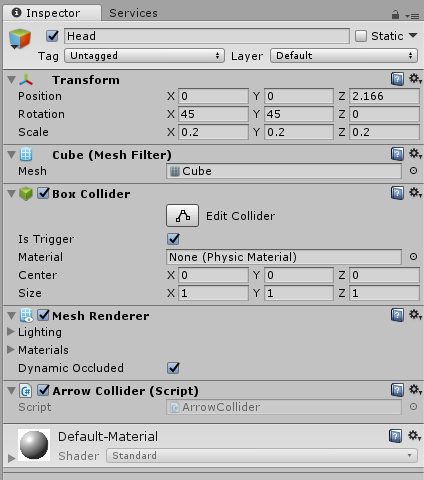 Inspector Services
Head Static
Tag Untagged Layer Default
Transform
Position X 0 Y 0 Z 2.166
Rotation X 45 Y 45 Z 0
Scale X 0.2 Y 0.2 Z 0.2
Cube (Mesh Filter)
Mesh Cube
Box Collider
Edit Collider
Is Trigger
Material None (Physic Material)
Center X 0 Y 0 Z 0
Size X 1 Y 1 Z 1
Mesh Renderer
Lighting
Materials
Dynamic Occluded
Arrow Collider (Script)
Script ArrowCollider
Default-Material
Shader Standard